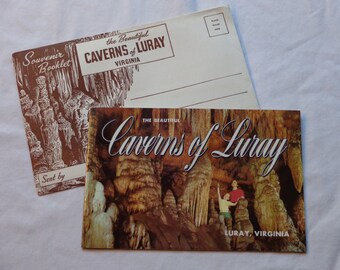 Souvenir
Booklet
the Beautiful
CAVERNS of LURAY
VIRGINIA
Sent by
THE BEAUTIFUL
Caverns of Luray
LURAY, VIRGINIA